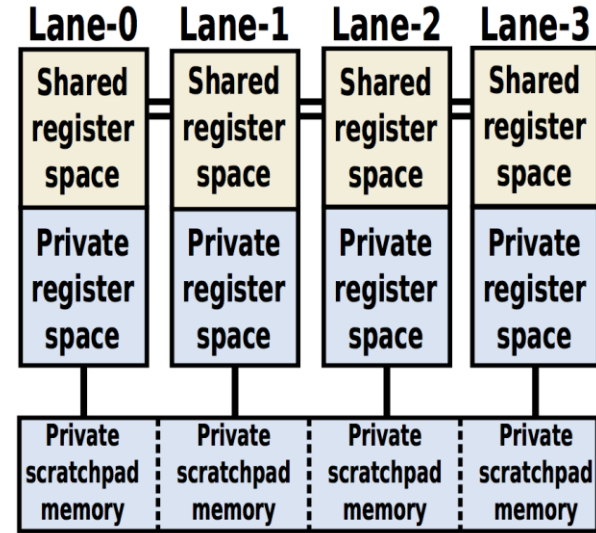 Lane-0 Lane-1 Lane-2 Lane-3
Shared Shared Shared Shared
register register register register
space space space space
Private Private Private Private
register register register register
space space space space
Private Private Private Private
scratchpad scratchpad scratchpad scratchpad
memory memory memory memory